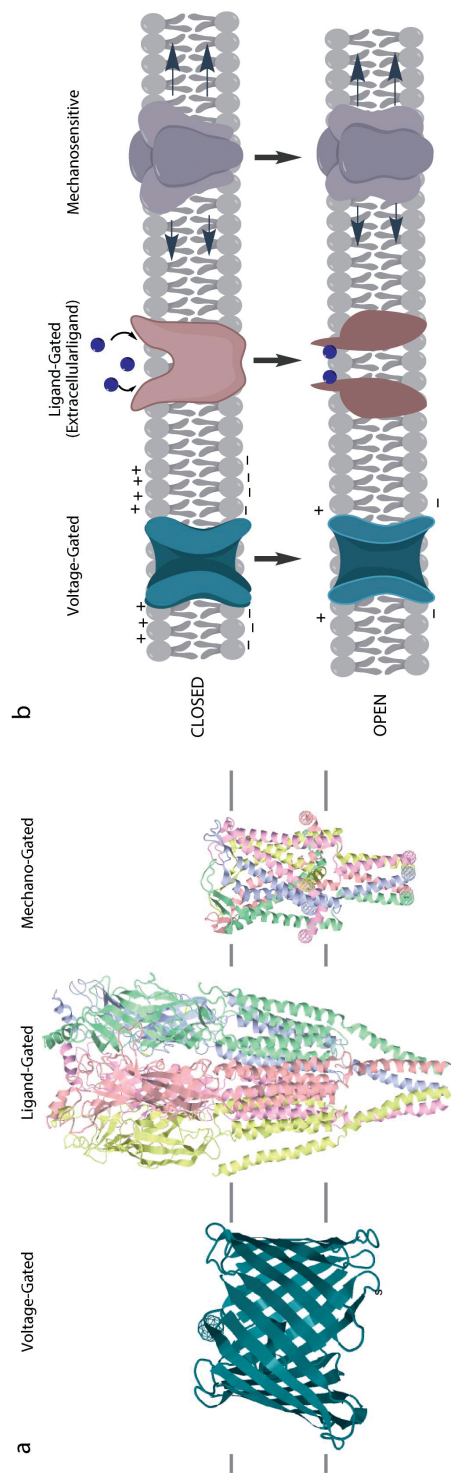 a
Voltage-Gated
Ligand-Gated
Mechano-Gated
s
b
Voltage-Gated
Ligand-Gated
(Extracellularligand)
Mechanosensitive
CLOSED
+ + +
+ + + +
– – –
– – – –
OPEN
+
+
–
–